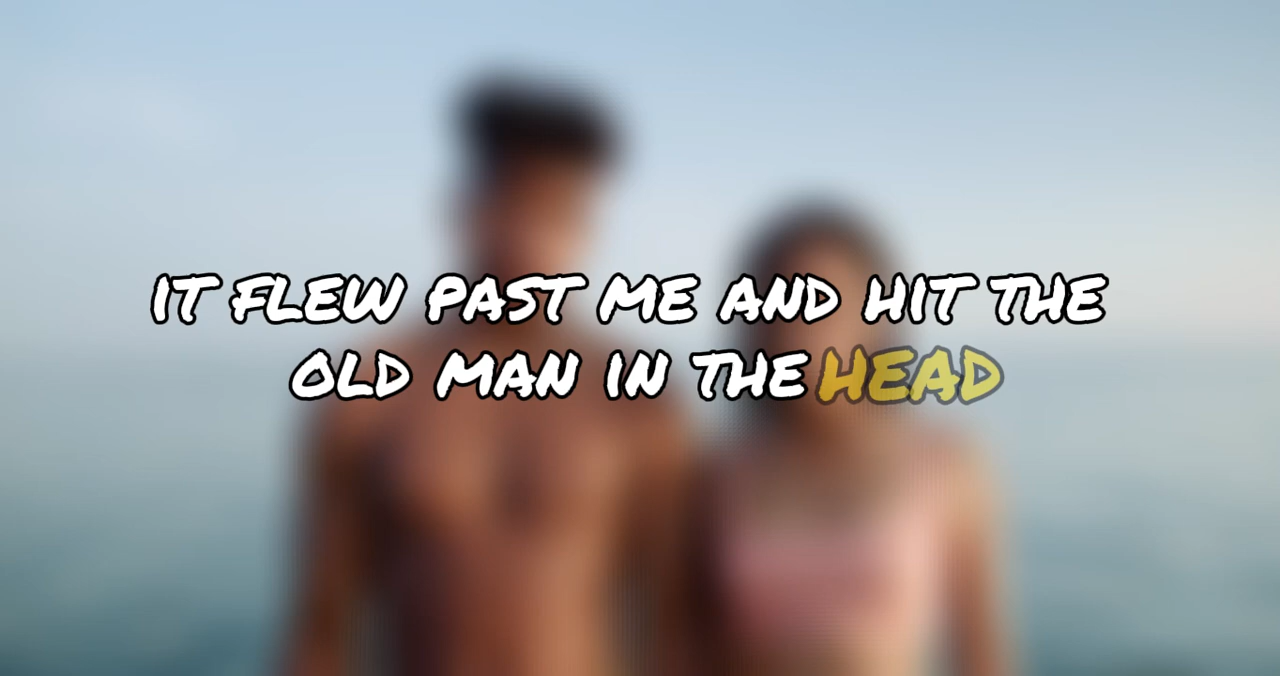 IT FLEW PAST ME AND HIT THE
OLD MAN IN THE HEAD